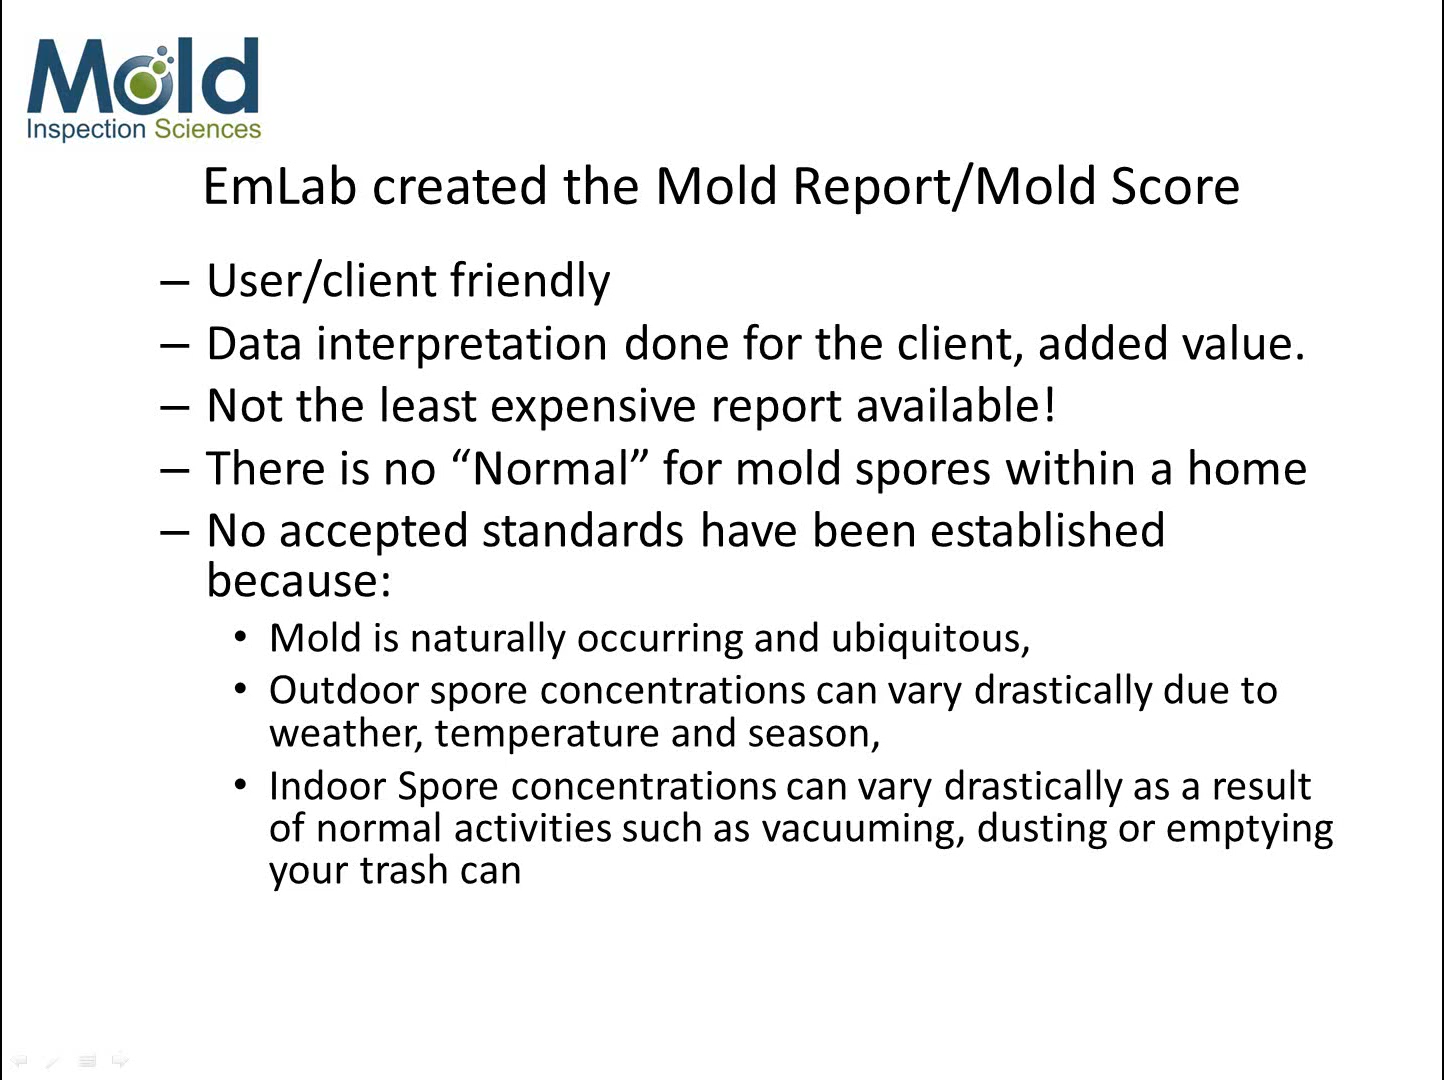 Mold
Inspection Sciences
EmLab created the Mold Report/Mold Score
– User/client friendly
– Data interpretation done for the client, added value.
– Not the least expensive report available!
– There is no “Normal” for mold spores within a home
– No accepted standards have been established
because:
• Mold is naturally occurring and ubiquitous,
• Outdoor spore concentrations can vary drastically due to
weather, temperature and season,
• Indoor Spore concentrations can vary drastically as a result
of normal activities such as vacuuming, dusting or emptying
your trash can